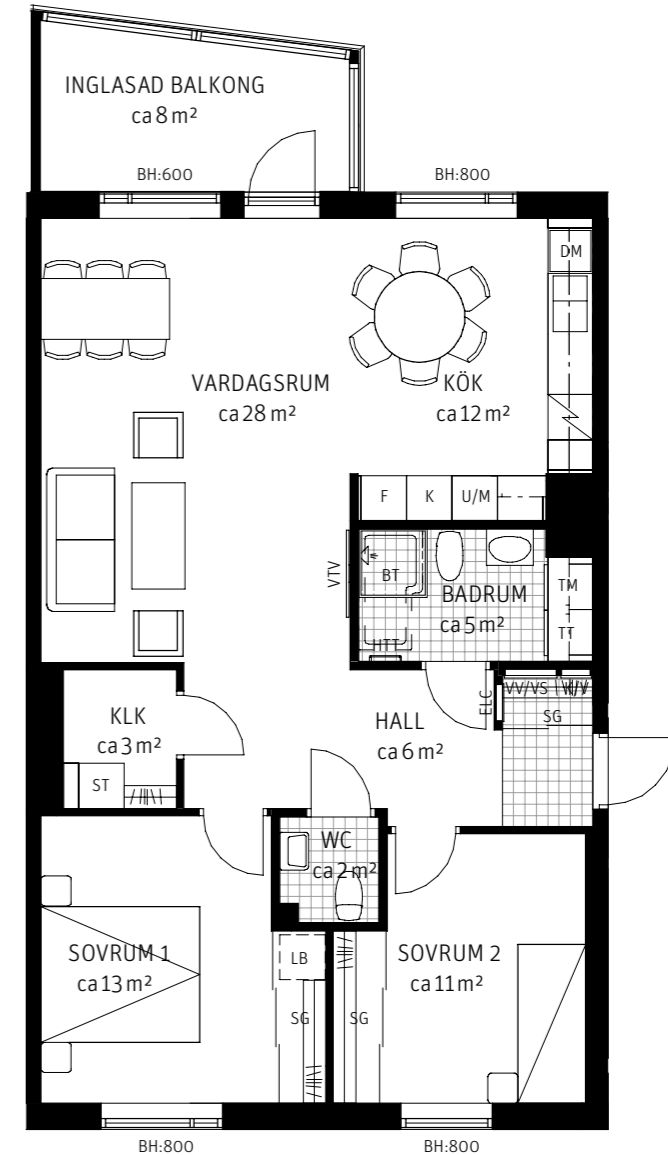 INGLASAD BALKONG
ca 8 m²
BH:600
BH:800
DM
VARDAGSRUM
ca 28 m²
KÖK
ca 12 m²
F
K
U/M
VTV
BT
BADRUM
ca 5 m²
HTT
TM
TT
KLK
ca 3 m²
ST
HALL
ca 6 m²
ELC
VV/VS
K/V
SG
WC
ca 2 m²
SOVRUM 1
ca 13 m²
LB
SG
SG
SOVRUM 2
ca 11 m²
BH:800
BH:800